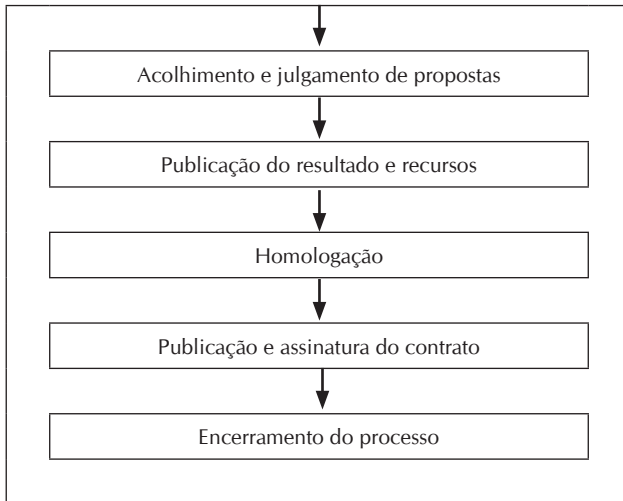 Acolhimento e julgamento de propostas
Publicação do resultado e recursos
Homologação
Publicação e assinatura do contrato
Encerramento do processo